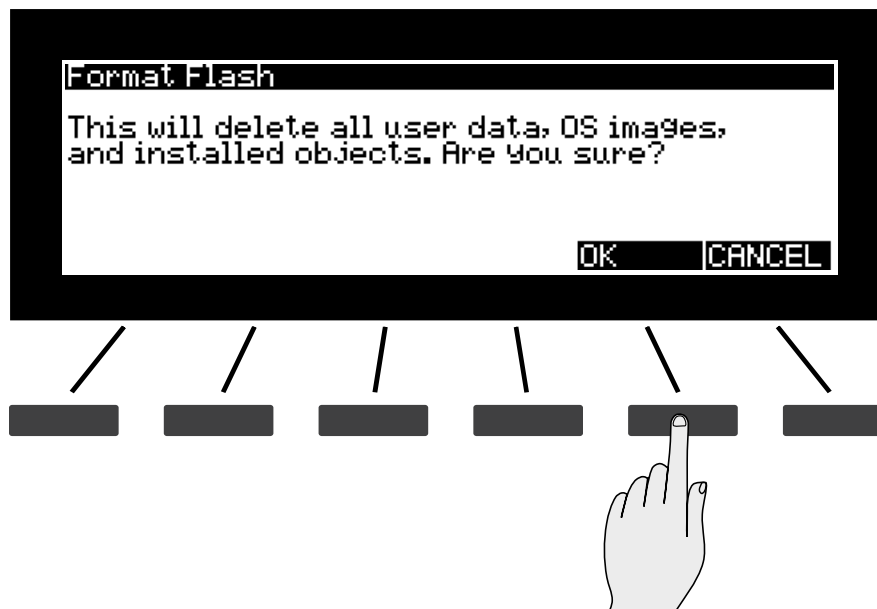 Format Flash
This will delete all user data, OS images,
and installed objects. Are you sure?
OK CANCEL